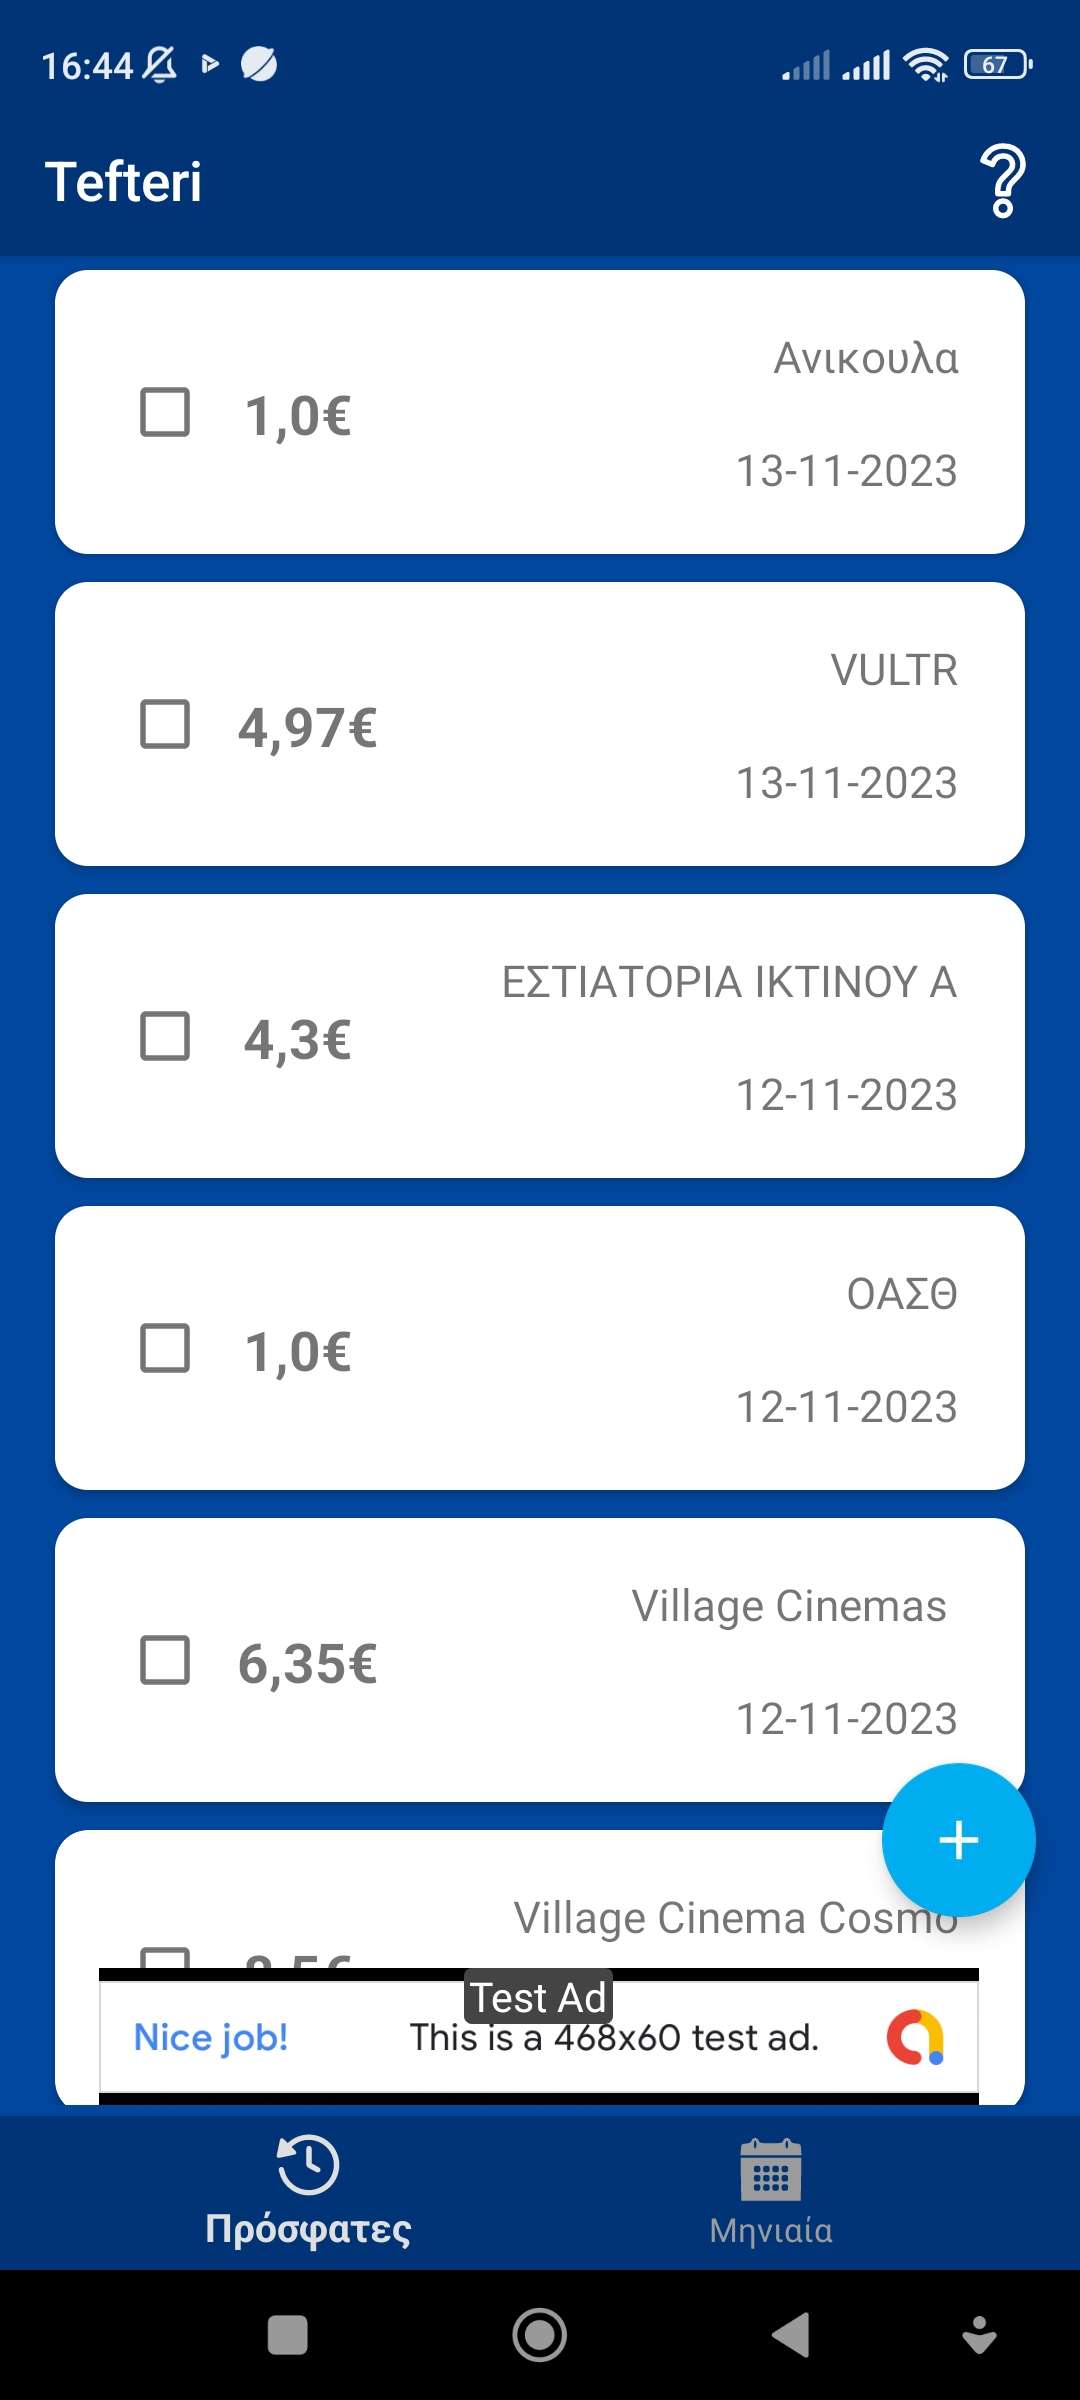 16:44
67
Tefteri
Ανικουλα
1,0€
13-11-2023
VULTR
4,97€
13-11-2023
ΕΣΤΙΑΤΟΡΙΑ ΙΚΤΙΝΟΥ Α
4,3€
12-11-2023
ΟΑΣΘ
1,0€
12-11-2023
Village Cinemas
6,35€
12-11-2023
Village Cinema Cosmo
Test Ad
Nice job!
This is a 468x60 test ad.
Πρόσφατες
Μηνιαία